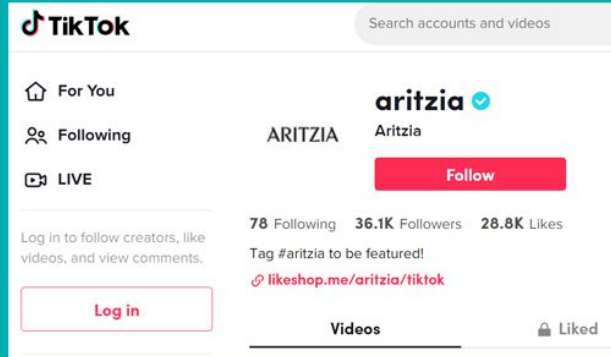 TikTok
Search accounts and videos
For You
Following
LIVE
Log in to follow creators, like
videos, and view comments.
Log in
ARITZIA
aritzia
Aritzia
Follow
78 Following 36.1K Followers 28.8K Likes
Tag #aritzia to be featured!
likeshop.me/aritzia/tiktok
Videos
Liked